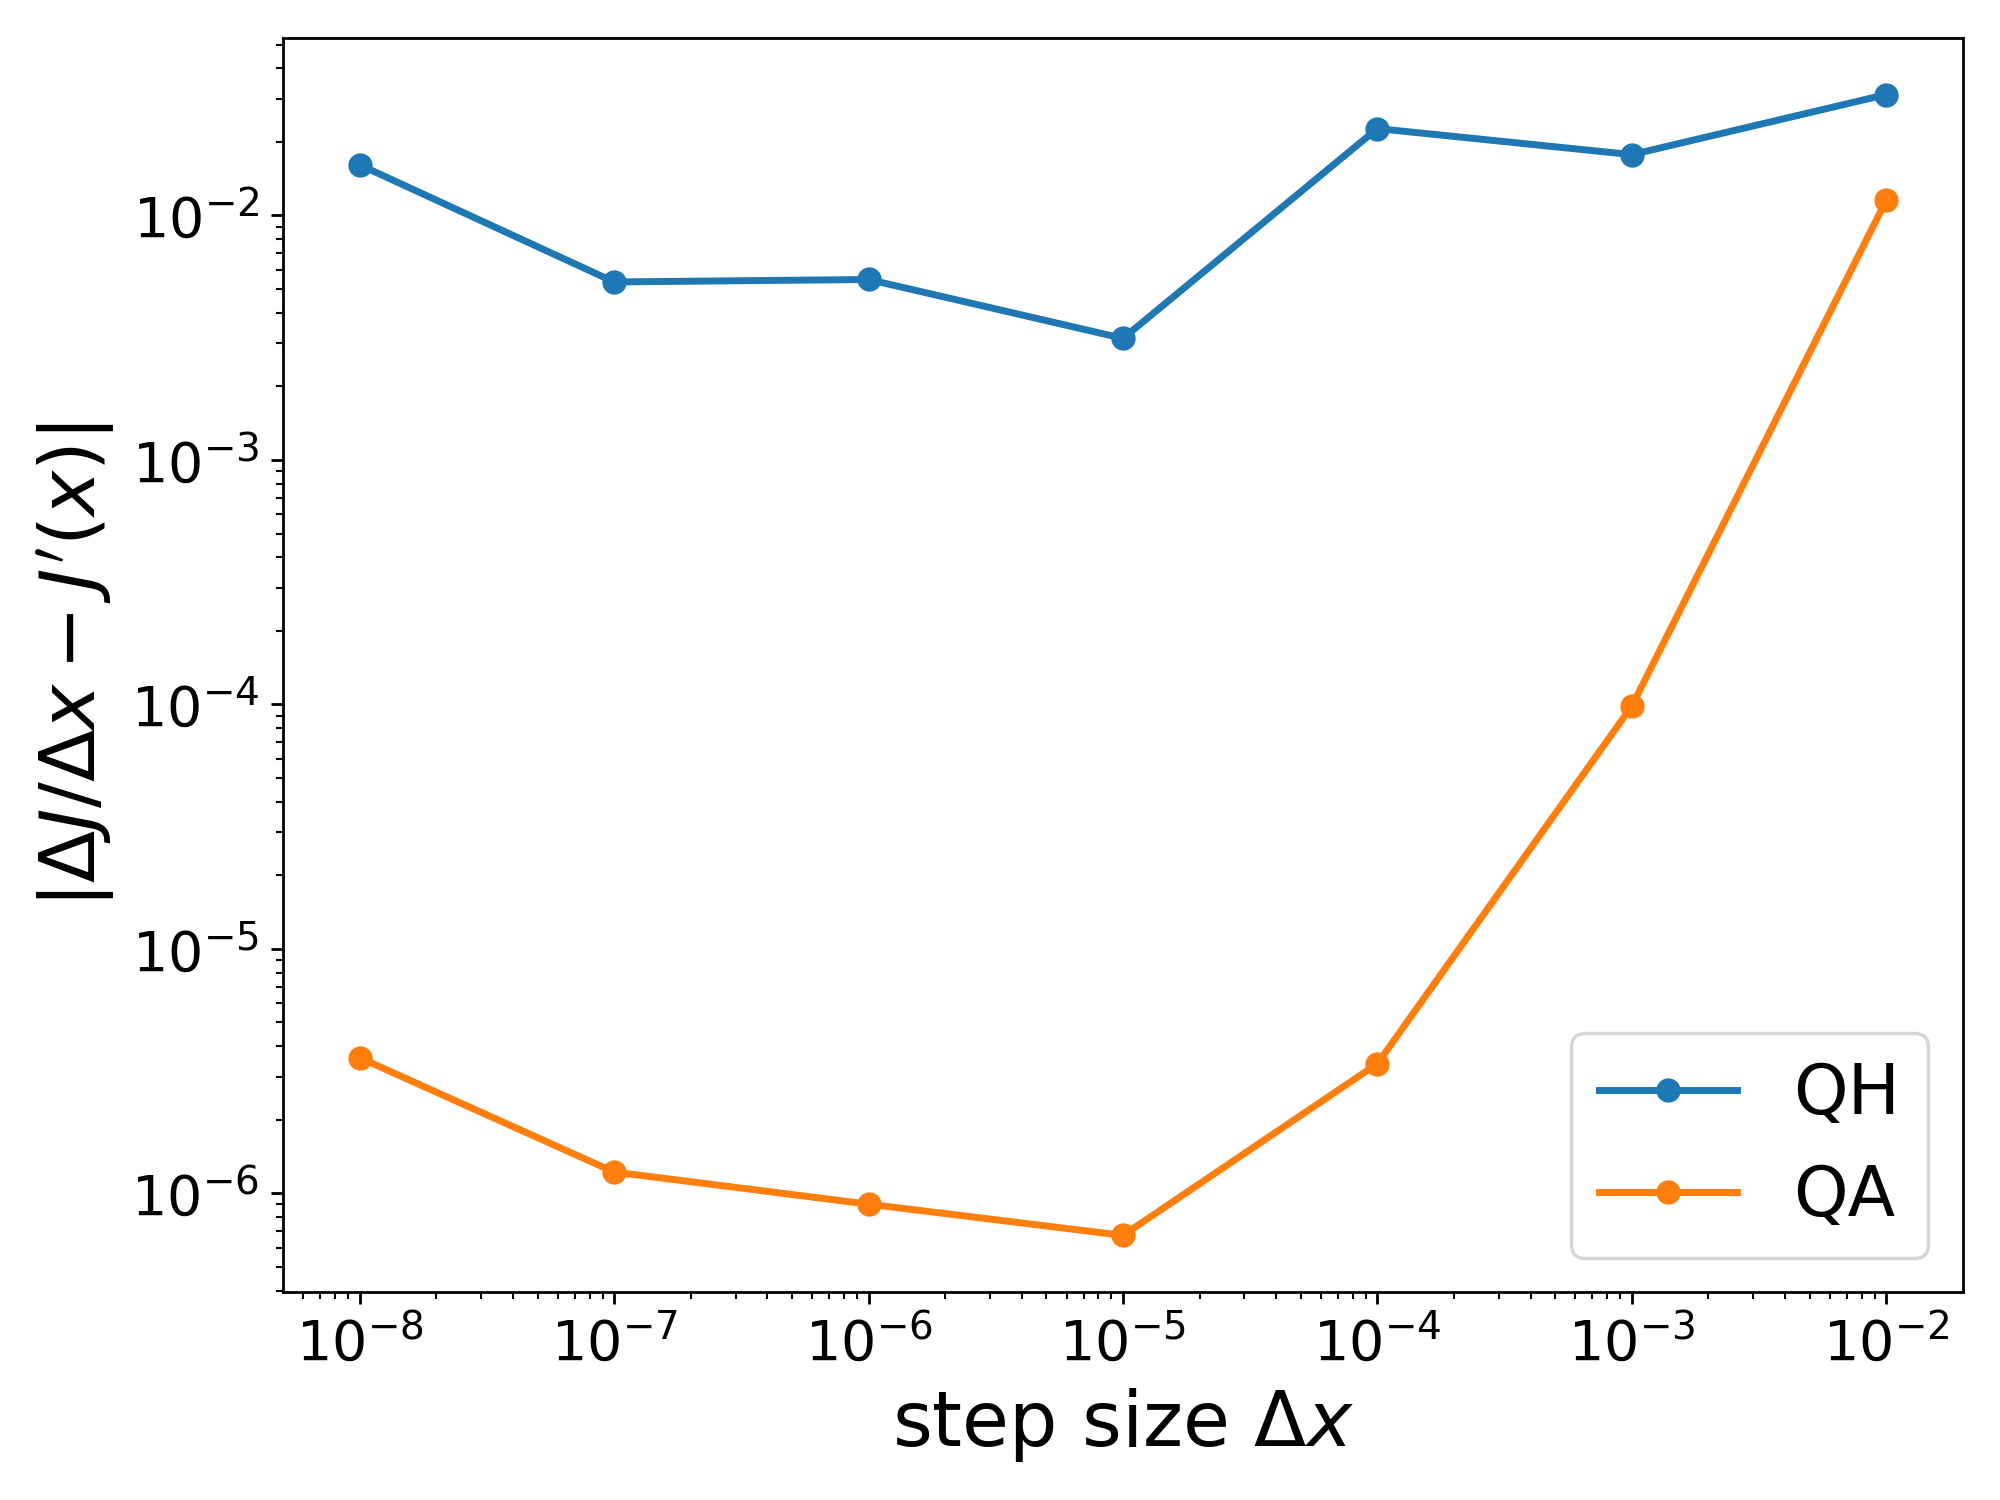 |ΔJ/Δx − J′(x)|
10⁻²
10⁻³
10⁻⁴
10⁻⁵
10⁻⁶
QH
QA
10⁻⁸ 10⁻⁷ 10⁻⁶ 10⁻⁵ 10⁻⁴ 10⁻³ 10⁻²
step size Δx